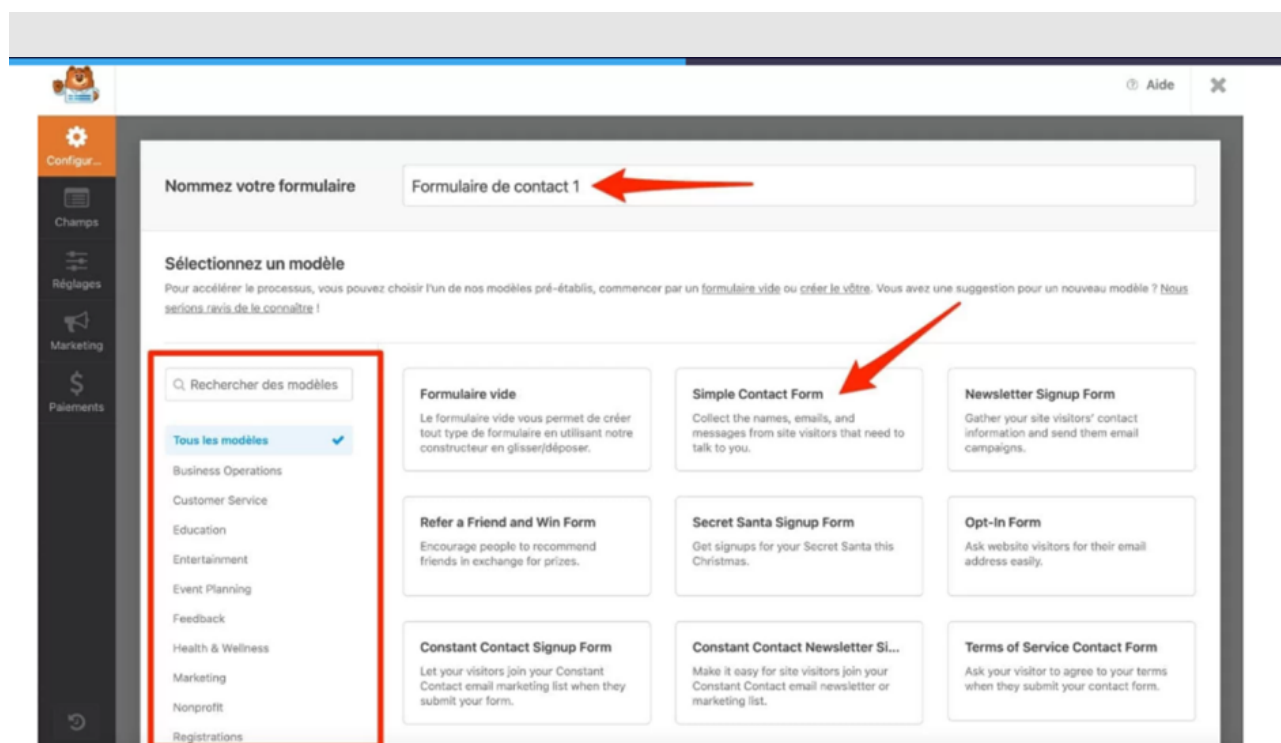 Aide
Configur...
Champs
Réglages
Marketing
Paiements
Nommez votre formulaire
Formulaire de contact 1
Sélectionnez un modèle
Pour accélérer le processus, vous pouvez choisir l'un de nos modèles pré-établis, commencer par un formulaire vide ou créer le vôtre. Vous avez une suggestion pour un nouveau modèle ? Nous
serions ravis de le connaître !
Rechercher des modèles
Tous les modèles
Business Operations
Customer Service
Education
Entertainment
Event Planning
Feedback
Health & Wellness
Marketing
Nonprofit
Registrations
Formulaire vide
Le formulaire vide vous permet de créer
tout type de formulaire en utilisant notre
constructeur en glisser/déposer.
Simple Contact Form
Collect the names, emails, and
messages from site visitors that need to
talk to you.
Newsletter Signup Form
Gather your site visitors' contact
information and send them email
campaigns.
Refer a Friend and Win Form
Encourage people to recommend
friends in exchange for prizes.
Secret Santa Signup Form
Get signups for your Secret Santa this
Christmas.
Opt-In Form
Ask website visitors for their email
address easily.
Constant Contact Signup Form
Let your visitors join your Constant
Contact email marketing list when they
submit your form.
Constant Contact Newsletter Si...
Make it easy for site visitors join your
Constant Contact email newsletter or
marketing list.
Terms of Service Contact Form
Ask your visitor to agree to your terms
when they submit your contact form.